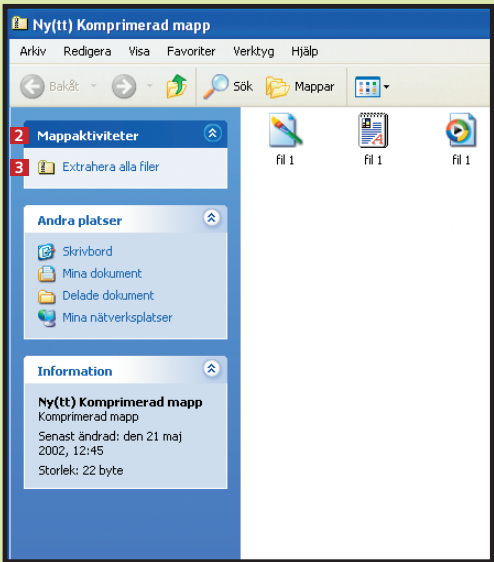 Ny(tt) Komprimerad mapp
Arkiv Redigera Visa Favoriter Verktyg Hjälp
Bakåt Sök Mappar
2 Mappaktiviteter
3 Extrahera alla filer
fil 1 fil 1 fil 1
Andra platser
Skrivbord
Mina dokument
Delade dokument
Mina nätverksplatser
Information
Ny(tt) Komprimerad mapp
Komprimerad mapp
Senast ändrad: den 21 maj
2002, 12:45
Storlek: 22 byte